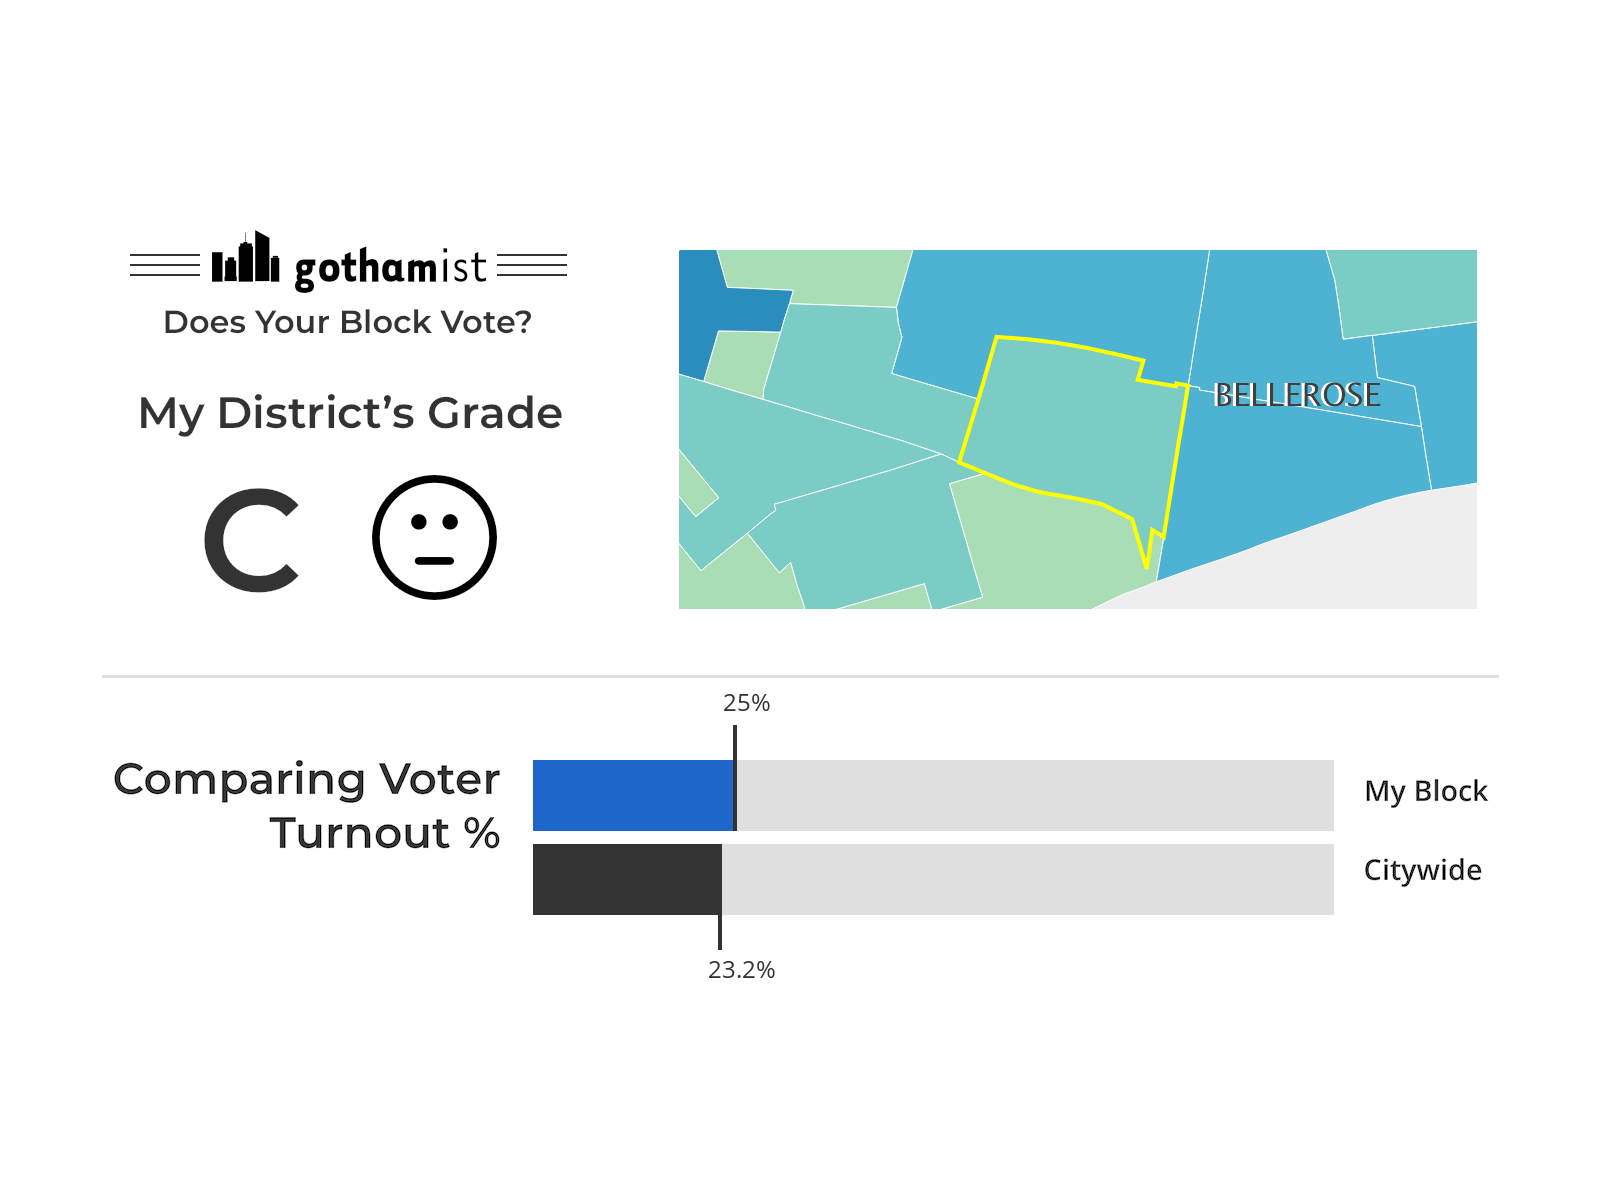 gothamist
Does Your Block Vote?
My District’s Grade
C
BELLEROSE
25%
Comparing Voter
Turnout %
My Block
Citywide
23.2%